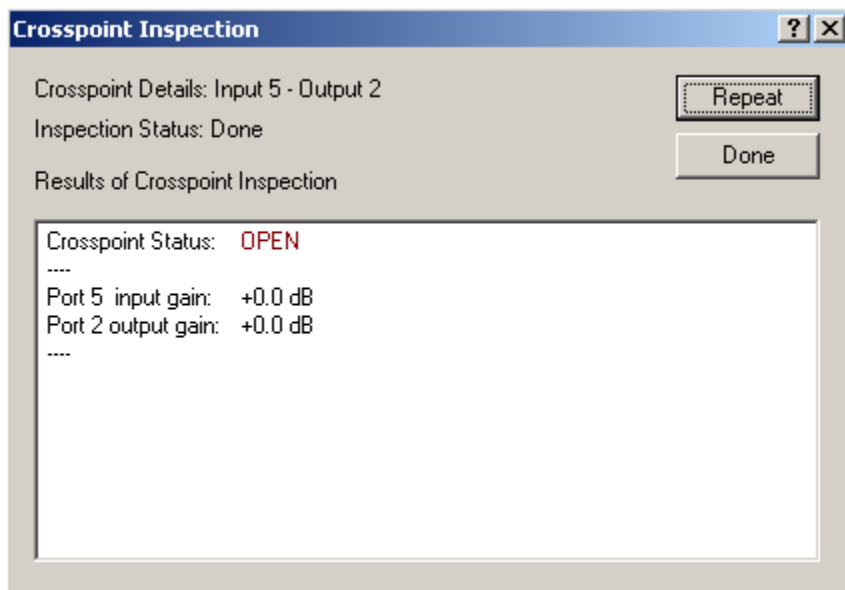 Crosspoint Inspection
Crosspoint Details: Input 5 - Output 2
Repeat
Inspection Status: Done
Done
Results of Crosspoint Inspection
Crosspoint Status: OPEN
----
Port 5 input gain: +0.0 dB
Port 2 output gain: +0.0 dB
----